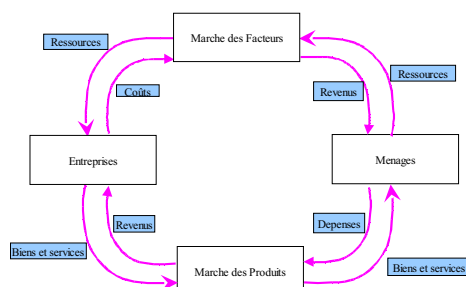 Marche des Facteurs
Ressources
Ressources
Coûts
Revenus
Entreprises
Menages
Revenus
Depenses
Biens et services
Marche des Produits
Biens et services